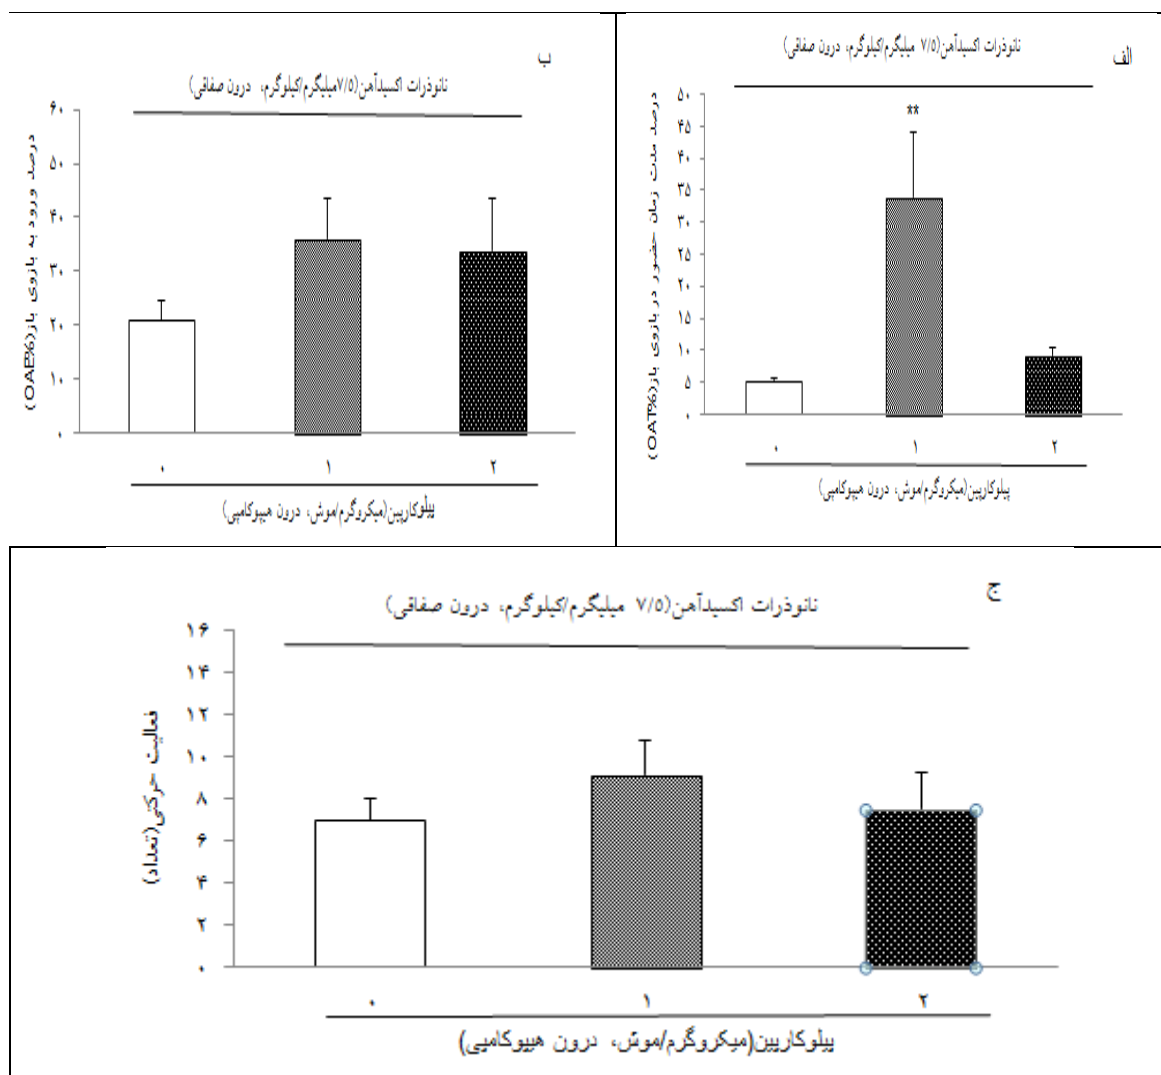 الف
نانوذرات اکسیدآهن(۷/۵ میلیگرم/کیلوگرم، درون صفاقی)
درصد مدت زمان حضور در بازوی باز(OAT%)
۵۰
۴۵
۴۰
۳۵
۳۰
۲۵
۲۰
۱۵
۱۰
۵
۰
**
۰ ۱ ۲
پیلوکارپین(میکروگرم/موش، درون هیپوکامپی)
ب
نانوذرات اکسیدآهن(۷/۵میلیگرم/کیلوگرم، درون صفاقی)
درصد ورود به بازوی باز(OAE%)
۶۰
۵۰
۴۰
۳۰
۲۰
۱۰
۰
۰ ۱ ۲
پیلوکارپین(میکروگرم/موش، درون هیپوکامپی)
ج
نانوذرات اکسیدآهن(۷/۵ میلیگرم/کیلوگرم، درون صفاقی)
فعالیت حرکتی(تعداد)
۱۶
۱۴
۱۲
۱۰
۸
۶
۴
۲
۰
۰ ۱ ۲
پیلوکارپین(میکروگرم/موش، درون هیپوکامپی)